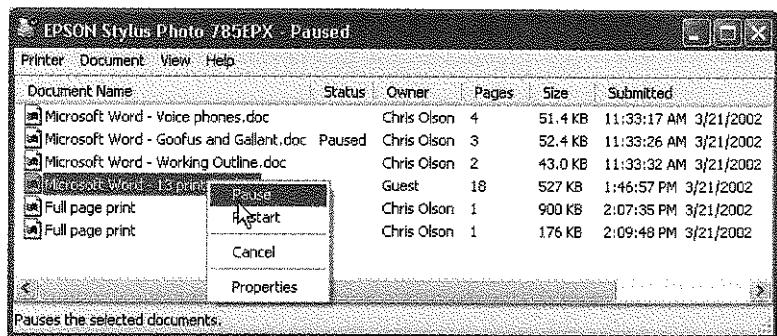 EPSON Stylus Photo 785EPX - Paused
Printer Document View Help
Document Name Status Owner Pages Size Submitted
Microsoft Word - Voice phones.doc Chris Olson 4 51.4 KB 11:33:17 AM 3/21/2002
Microsoft Word - Goofus and Gallant.doc Paused Chris Olson 3 52.4 KB 11:33:26 AM 3/21/2002
Microsoft Word - Working Outline.doc Chris Olson 2 43.0 KB 11:33:32 AM 3/21/2002
Microsoft Word - 13 print Guest 18 527 KB 1:46:57 PM 3/21/2002
Pause
Full page print Chris Olson 1 900 KB 2:07:35 PM 3/21/2002
Restart
Full page print Chris Olson 1 176 KB 2:09:48 PM 3/21/2002
Cancel
Properties
Pauses the selected documents.